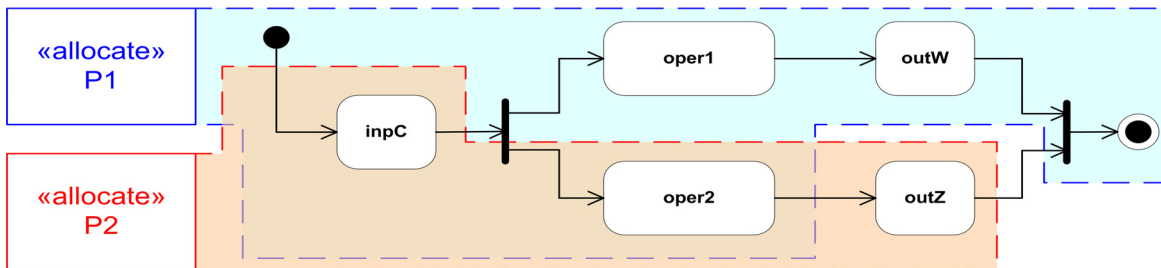 «allocate»
P1
oper1
outW
inpC
«allocate»
P2
oper2
outZ